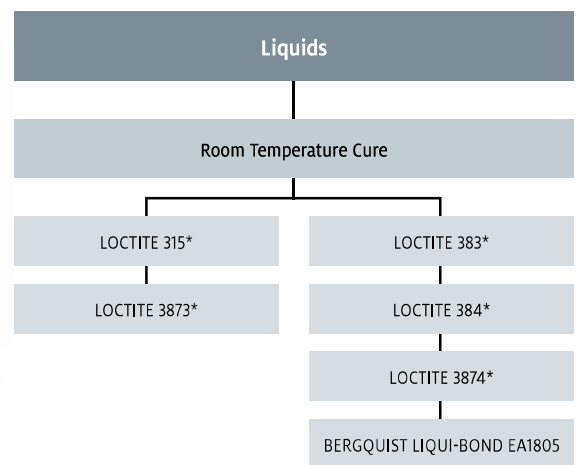 Liquids
Room Temperature Cure
LOCTITE 315*
LOCTITE 3873*
LOCTITE 383*
LOCTITE 384*
LOCTITE 3874*
BERGQUIST LIQUI-BOND EA1805